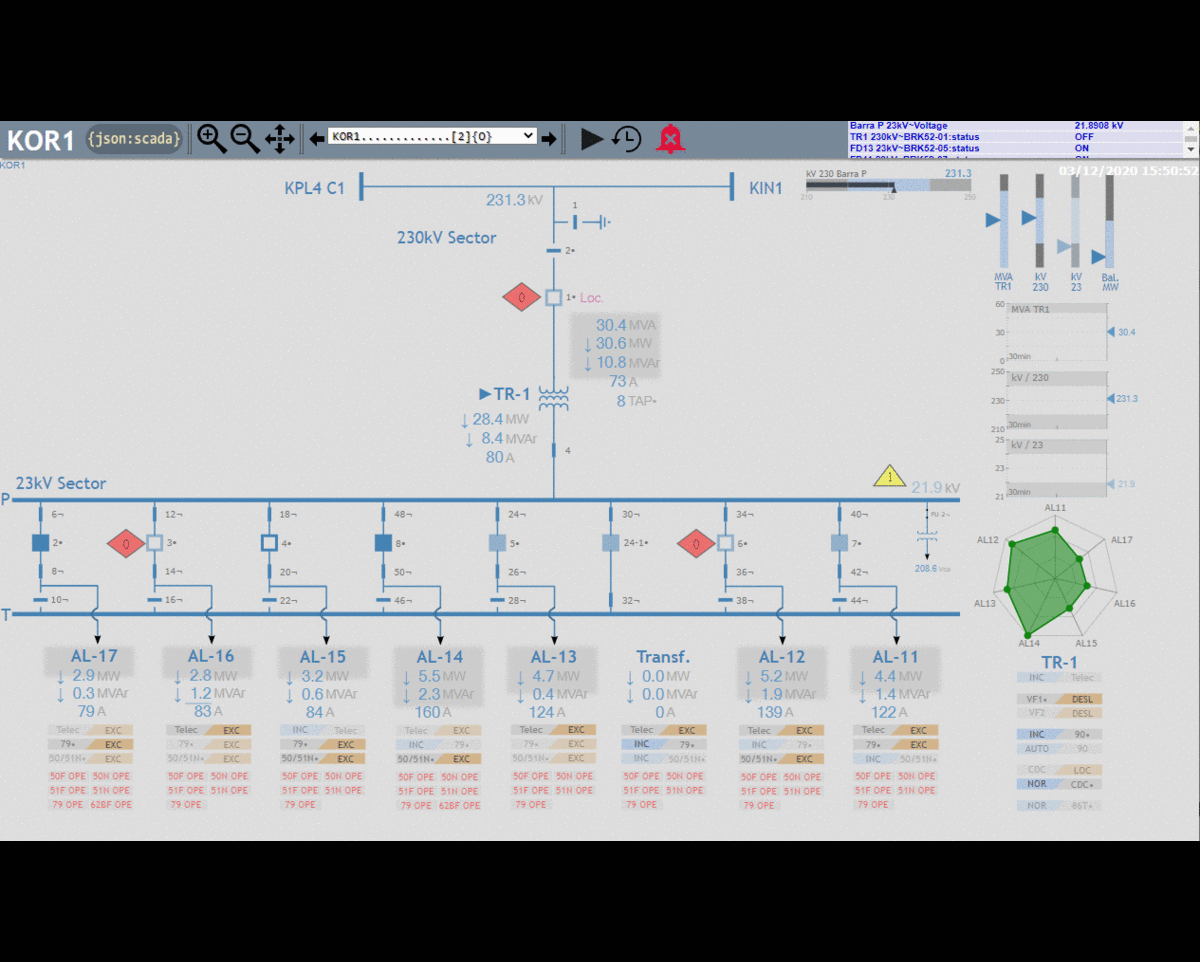 KOR1 {json:scada} KOR1.............[2]{O}
Barra P 23kV~Voltage 21.8908 kV
TR1 230kV~BRK52-01:status OFF
FD13 23kV~BRK52-05:status ON
KOR1
03/12/2020 15:50:52
KPL4 C1 KIN1
231.3 kV
kV 230 Barra P 231.3
210 230 250
1
230kV Sector
2•
0 1• Loc.
MVA TR1
kV 230
kV 23
Bal. MW
30.4 MVA
↓ 30.6 MW
↓ 10.8 MVAr
73 A
8 TAP•
TR-1
↓ 28.4 MW
↓ 8.4 MVAr
80 A
4
60 MVA TR1
30 30.4
0 30min
250 kV / 230
230 231.3
210 30min
25 kV / 23
23
21.9
21 30min
23kV Sector
1
21.9 kV
P
6¬ 12¬ 18¬ 48¬ 24¬ 30¬ 34¬ 40¬
2• 0 3• 4• 8• 5• 24-1• 0 6• 7•
8¬ 14¬ 20¬ 50¬ 26¬ 36¬ 42¬
208.6
10¬ 16¬ 22¬ 46¬ 28¬ 32¬ 38¬ 44¬
T
AL11
AL12 AL17
AL13 AL16
AL14 AL15
AL-17 AL-16 AL-15 AL-14 AL-13 Transf. AL-12 AL-11
↓ 2.9 MW ↓ 2.8 MW ↓ 3.2 MW ↓ 5.5 MW ↓ 4.7 MW ↓ 0.0 MW ↓ 5.2 MW ↓ 4.4 MW
↓ 0.3 MVAr ↓ 1.2 MVAr ↓ 0.6 MVAr ↓ 2.3 MVAr ↓ 0.4 MVAr ↓ 0.0 MVAr ↓ 1.9 MVAr ↓ 1.4 MVAr
79 A 83 A 84 A 160 A 124 A 0 A 139 A 122 A
Telec EXC Telec EXC INC Telec Telec EXC Telec EXC Telec EXC Telec EXC Telec EXC
79• EXC 79• EXC 79• EXC INC 79• 79• EXC INC 79• INC 79• 79• EXC
50/51N• EXC 50/51N• EXC 50/51N• EXC 50/51N• EXC 50/51N• EXC INC 50/51N• 50/51N• EXC INC 50/51N•
50F OPE 50N OPE 50F OPE 50N OPE 50F OPE 50N OPE 50F OPE 50N OPE 50F OPE 50N OPE 50F OPE 50N OPE 50F OPE 50N OPE 50F OPE 50N OPE
51F OPE 51N OPE 51F OPE 51N OPE 51F OPE 51N OPE 51F OPE 51N OPE 51F OPE 51N OPE 51F OPE 51N OPE 51F OPE 51N OPE 51F OPE 51N OPE
79 OPE 62BF OPE 79 OPE 79 OPE 79 OPE 62BF OPE 79 OPE 79 OPE 79 OPE 79 OPE
TR-1
INC Telec
VF1• DESL
VF2 DESL
INC 90•
AUTO 90
CDC LOC
NOR CDC•
NOR 86T•